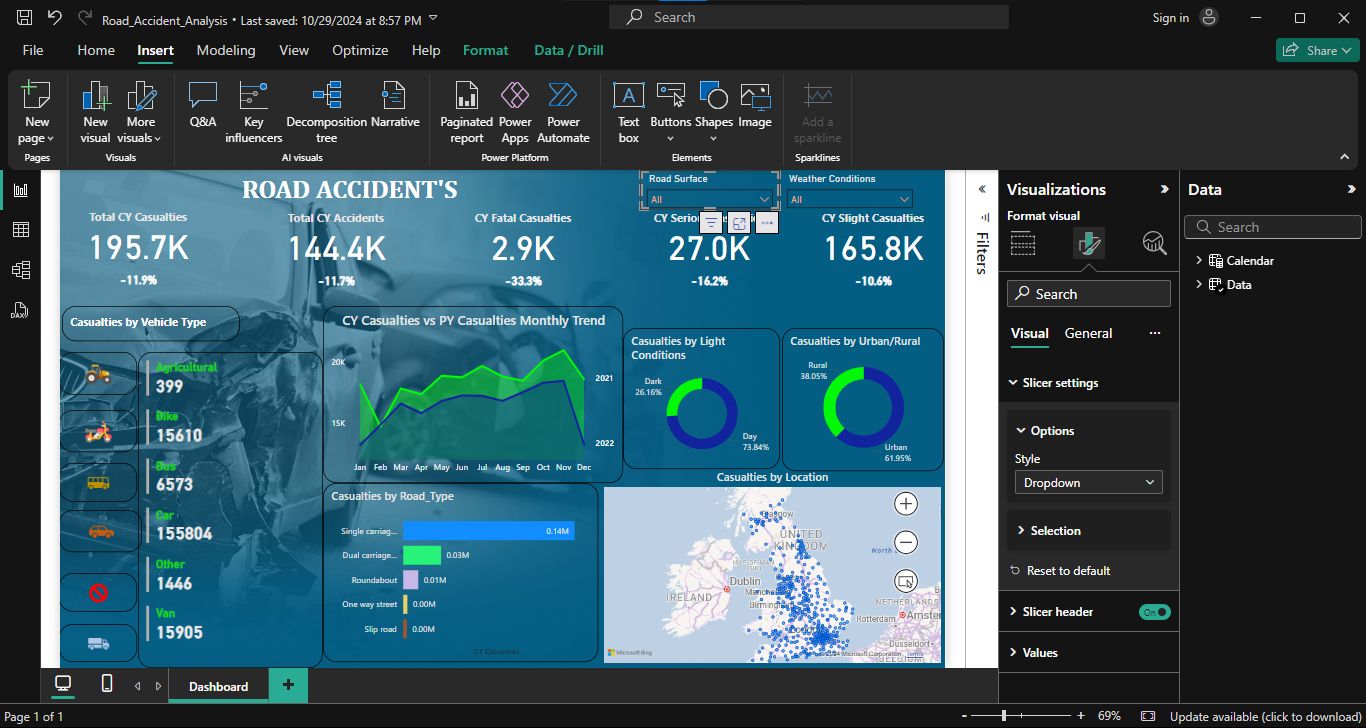 Road_Accident_Analysis • Last saved: 10/29/2024 at 8:57 PM
Search
Sign in
File
Home
Insert
Modeling
View
Optimize
Help
Format
Data / Drill
Share
New page
New visual
More visuals
Q&A
Key influencers
Decomposition tree
Narrative
Paginated report
Power Apps
Power Automate
Text box
Buttons
Shapes
Image
Add a sparkline
Pages
Visuals
AI visuals
Power Platform
Elements
Sparklines
DAX
ROAD ACCIDENT'S
Road Surface
All
Weather Conditions
All
Total CY Casualties
195.7K
-11.9%
Total CY Accidents
144.4K
-11.7%
CY Fatal Casualties
2.9K
-33.3%
CY Serio
27.0K
-16.2%
CY Slight Casualties
165.8K
-10.6%
Casualties by Vehicle Type
Agricultural
399
Bike
15610
Bus
6573
Car
155804
Other
1446
Van
15905
CY Casualties vs PY Casualties Monthly Trend
20K
15K
2021
2022
Jan Feb Mar Apr May Jun Jul Aug Sep Oct Nov Dec
Casualties by Light Conditions
Dark
26.16%
Day
73.84%
Casualties by Urban/Rural
Rural
38.05%
Urban
61.95%
Casualties by Road_Type
Single carriag... 0.14M
Dual carriage... 0.03M
Roundabout 0.01M
One way street 0.00M
Slip road 0.00M
CY Casualties
Casualties by Location
Glasgow
UNITED
KINGDOM
North
ISLE OF MAN
(UK)
Dublin
IRELAND
Manche
Birmingh
NETHERLANDS
Amster
Rotterdam
Düsseldorf
BELGIUM
Microsoft Bing
© 2024 Microsoft Corporation Terms
Filters
Visualizations
Format visual
Search
Visual
General
Slicer settings
Options
Style
Dropdown
Selection
Reset to default
Slicer header
On
Values
Data
Search
Calendar
Data
Dashboard
Page 1 of 1
69%
Update available (click to download)